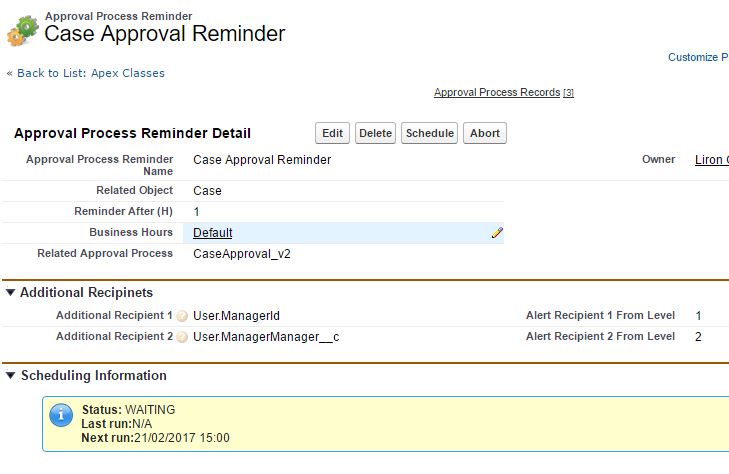 Approval Process Reminder
Case Approval Reminder
Customize P
« Back to List: Apex Classes
Approval Process Records [3]
Approval Process Reminder Detail Edit Delete Schedule Abort
Approval Process Reminder Name Case Approval Reminder Owner Liron
Related Object Case
Reminder After (H) 1
Business Hours Default
Related Approval Process CaseApproval_v2
Additional Recipinets
Additional Recipient 1 User.ManagerId Alert Recipient 1 From Level 1
Additional Recipient 2 User.ManagerManager__c Alert Recipient 2 From Level 2
Scheduling Information
Status: WAITING
Last run:N/A
Next run:21/02/2017 15:00